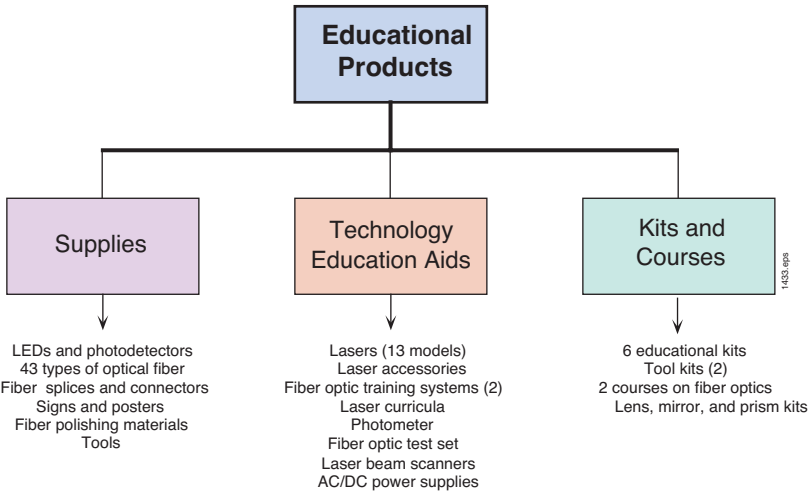 Educational
Products
Supplies
Technology
Education Aids
Kits and
Courses
1433.eps
LEDs and photodetectors
43 types of optical fiber
Fiber splices and connectors
Signs and posters
Fiber polishing materials
Tools
Lasers (13 models)
Laser accessories
Fiber optic training systems (2)
Laser curricula
Photometer
Fiber optic test set
Laser beam scanners
AC/DC power supplies
6 educational kits
Tool kits (2)
2 courses on fiber optics
Lens, mirror, and prism kits